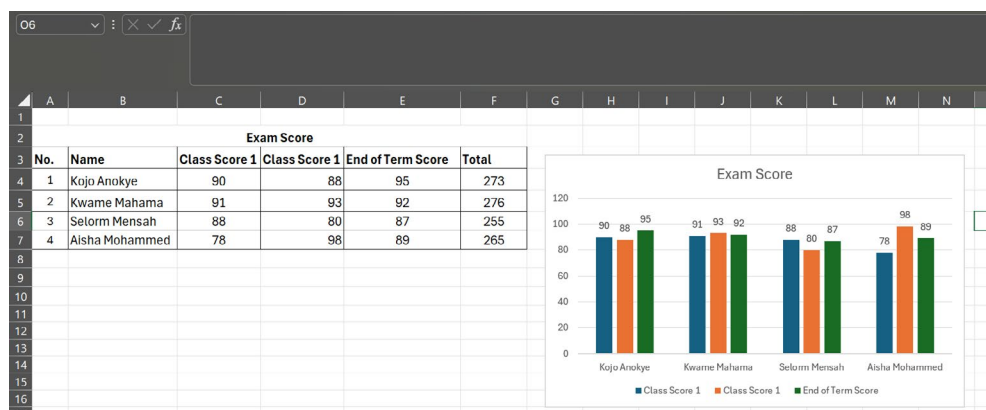 O6 fx
A B C D E F G H I J K L M N
1
2 Exam Score
3 No. Name Class Score 1 Class Score 1 End of Term Score Total
4 1 Kojo Anokye 90 88 95 273
5 2 Kwame Mahama 91 93 92 276
6 3 Selorm Mensah 88 80 87 255
7 4 Aisha Mohammed 78 98 89 265
8
9
10
11
12
13
14
15
16
Exam Score
120
100
80
60
40
20
0
90 88 95 91 93 92 88 80 87 78 98 89
Kojo Anokye Kwame Mahama Selorm Mensah Aisha Mohammed
Class Score 1 Class Score 1 End of Term Score